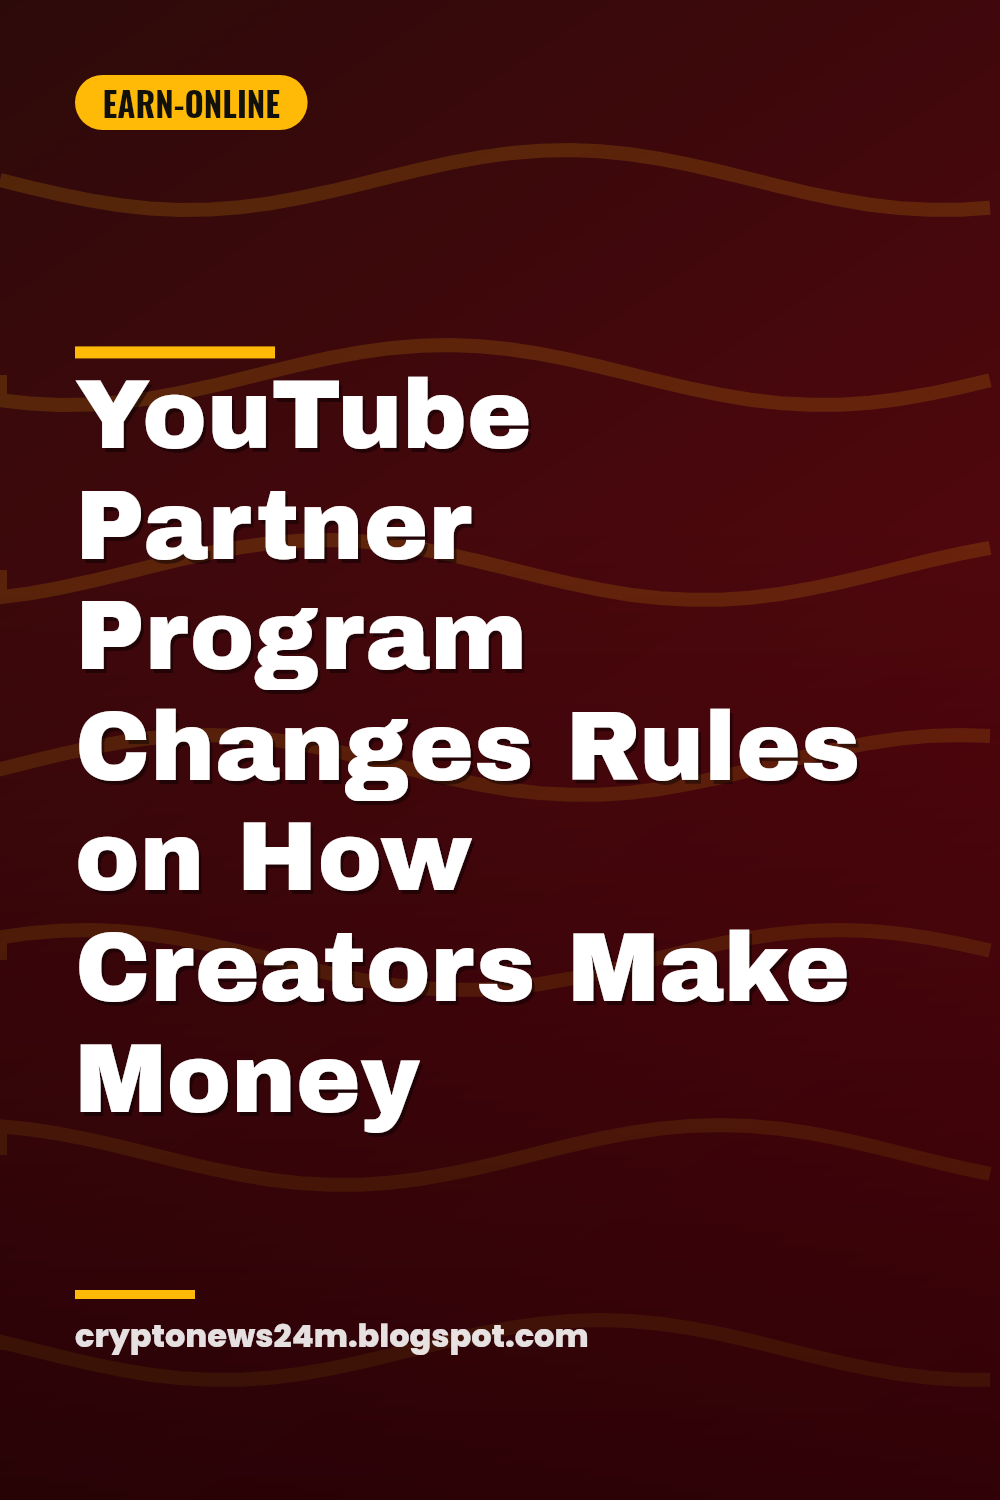 EARN-ONLINE
YouTube
Partner
Program
Changes Rules
on How
Creators Make
Money
cryptonews24m.blogspot.com